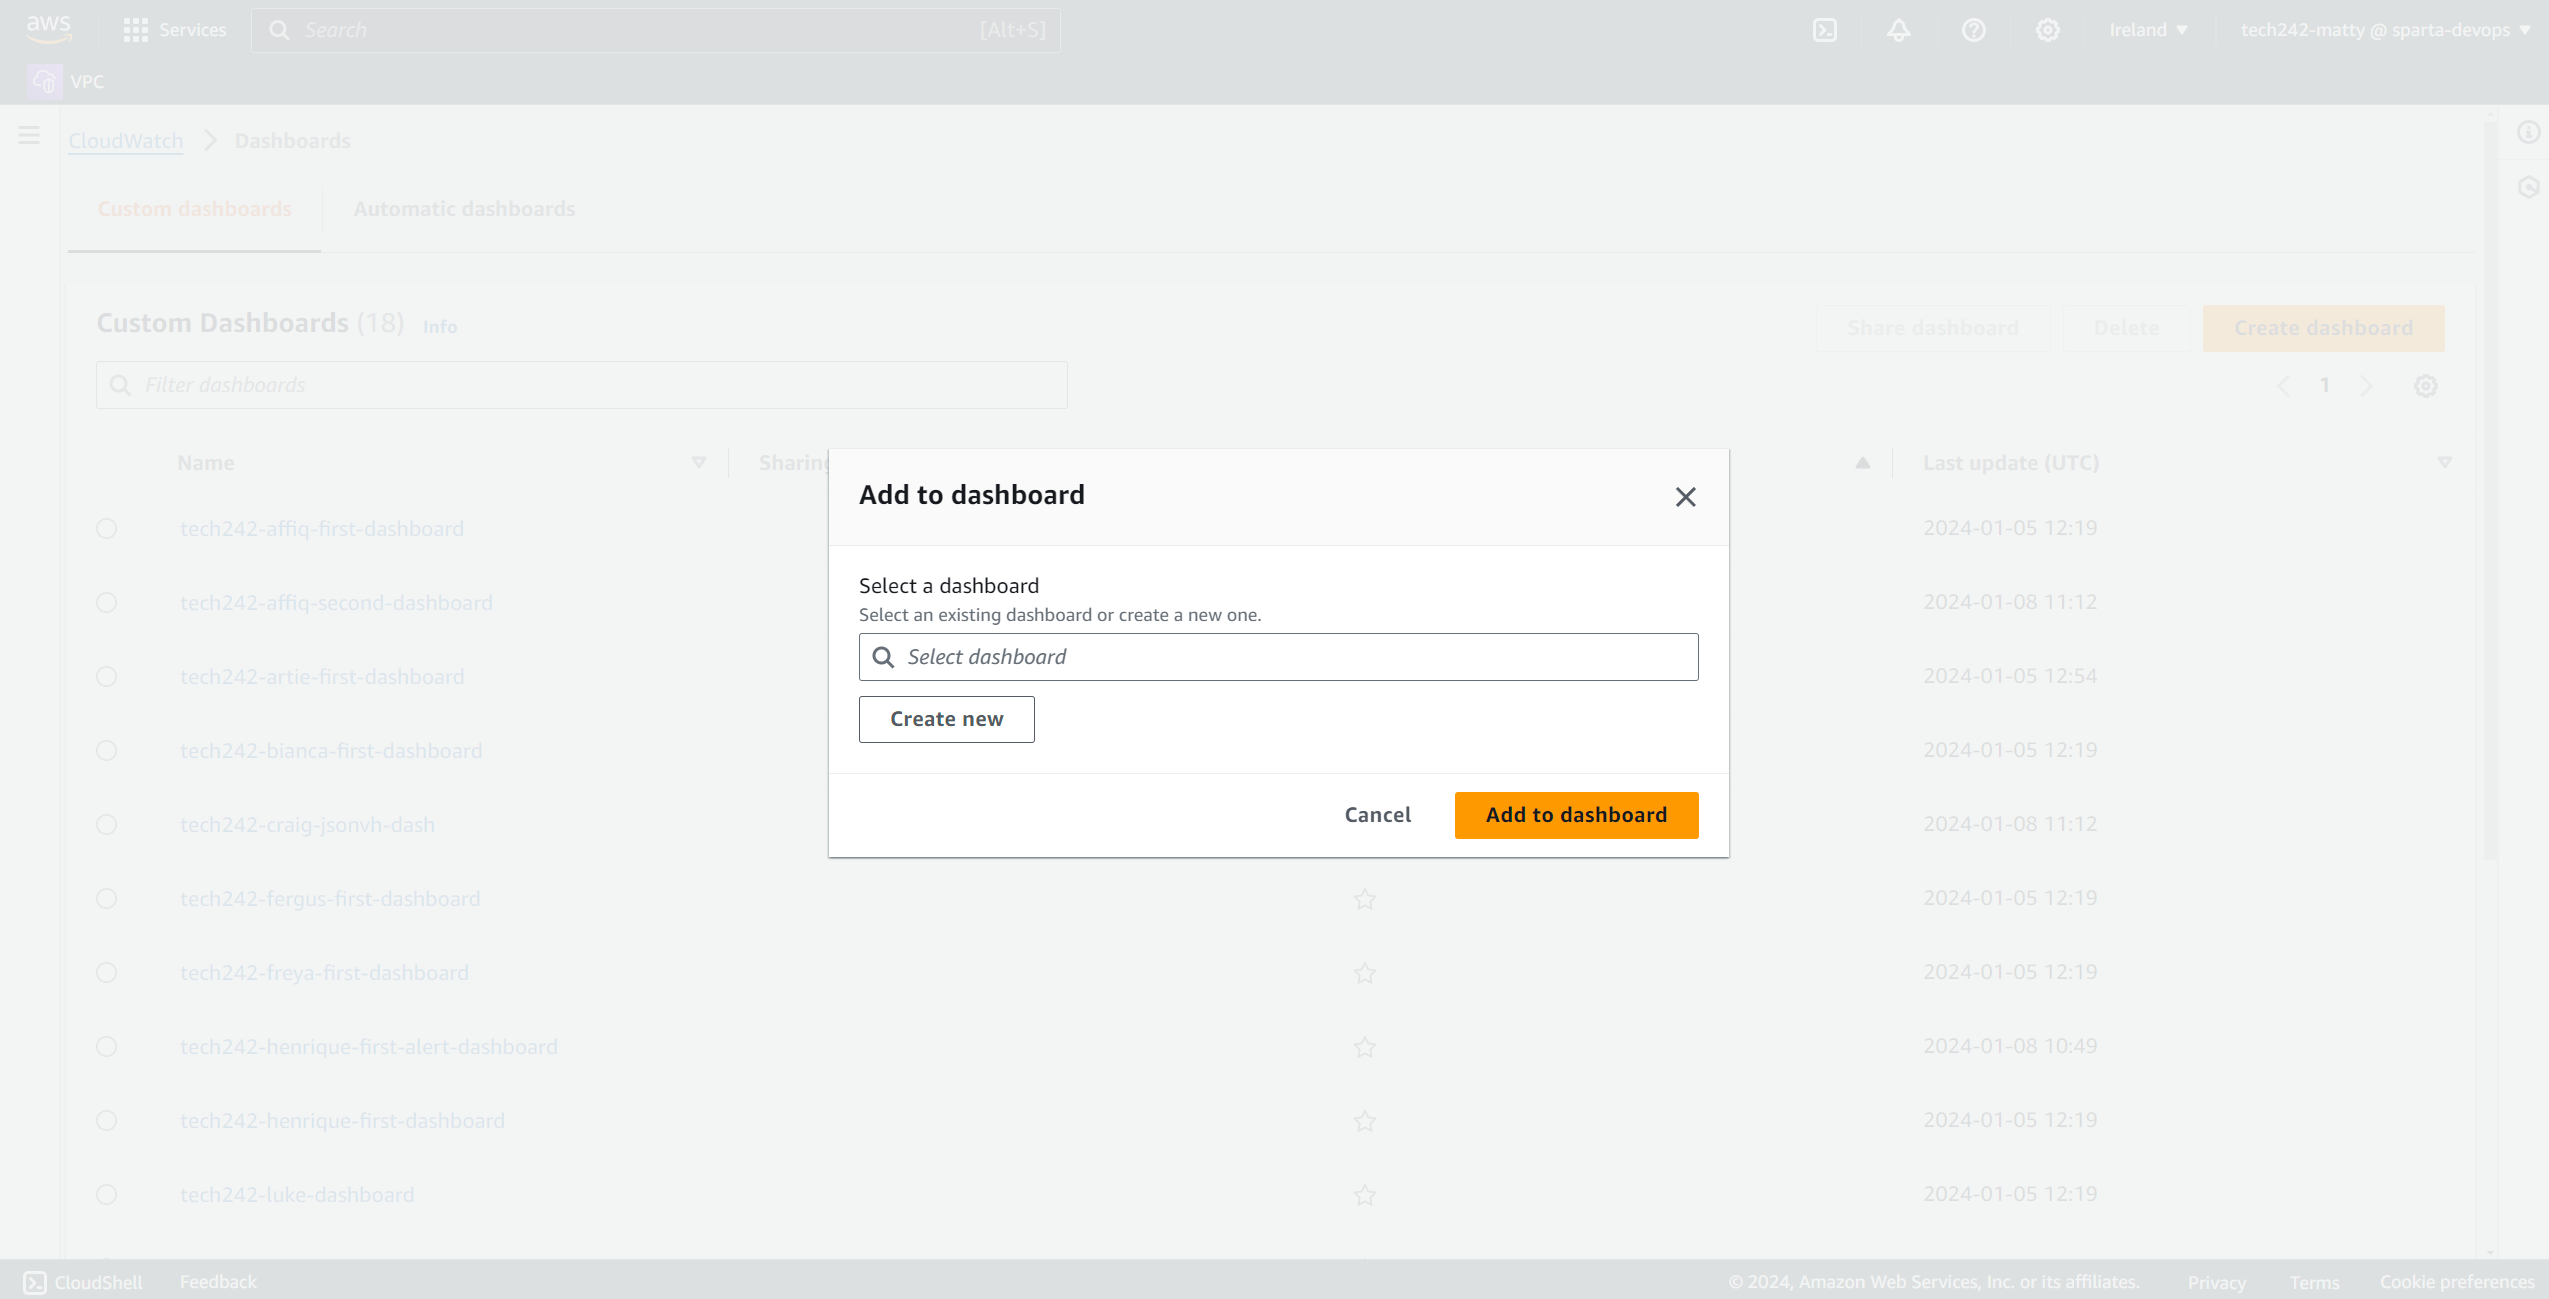 aws Services Search [Alt+S] Ireland tech242-matty @ sparta-devops
VPC
CloudWatch Dashboards
Custom dashboards Automatic dashboards
Custom Dashboards (18) Info Share dashboard Delete Create dashboard
Filter dashboards 1
Name Sharing Last update (UTC)
Add to dashboard
tech242-affiq-first-dashboard 2024-01-05 12:19
Select a dashboard
tech242-affiq-second-dashboard Select an existing dashboard or create a new one. 2024-01-08 11:12
Select dashboard
tech242-artie-first-dashboard 2024-01-05 12:54
Create new
tech242-bianca-first-dashboard 2024-01-05 12:19
tech242-craig-jsonvh-dash Cancel Add to dashboard 2024-01-08 11:12
tech242-fergus-first-dashboard 2024-01-05 12:19
tech242-freya-first-dashboard 2024-01-05 12:19
tech242-henrique-first-alert-dashboard 2024-01-08 10:49
tech242-henrique-first-dashboard 2024-01-05 12:19
tech242-luke-dashboard 2024-01-05 12:19
CloudShell Feedback © 2024, Amazon Web Services, Inc. or its affiliates. Privacy Terms Cookie preferences